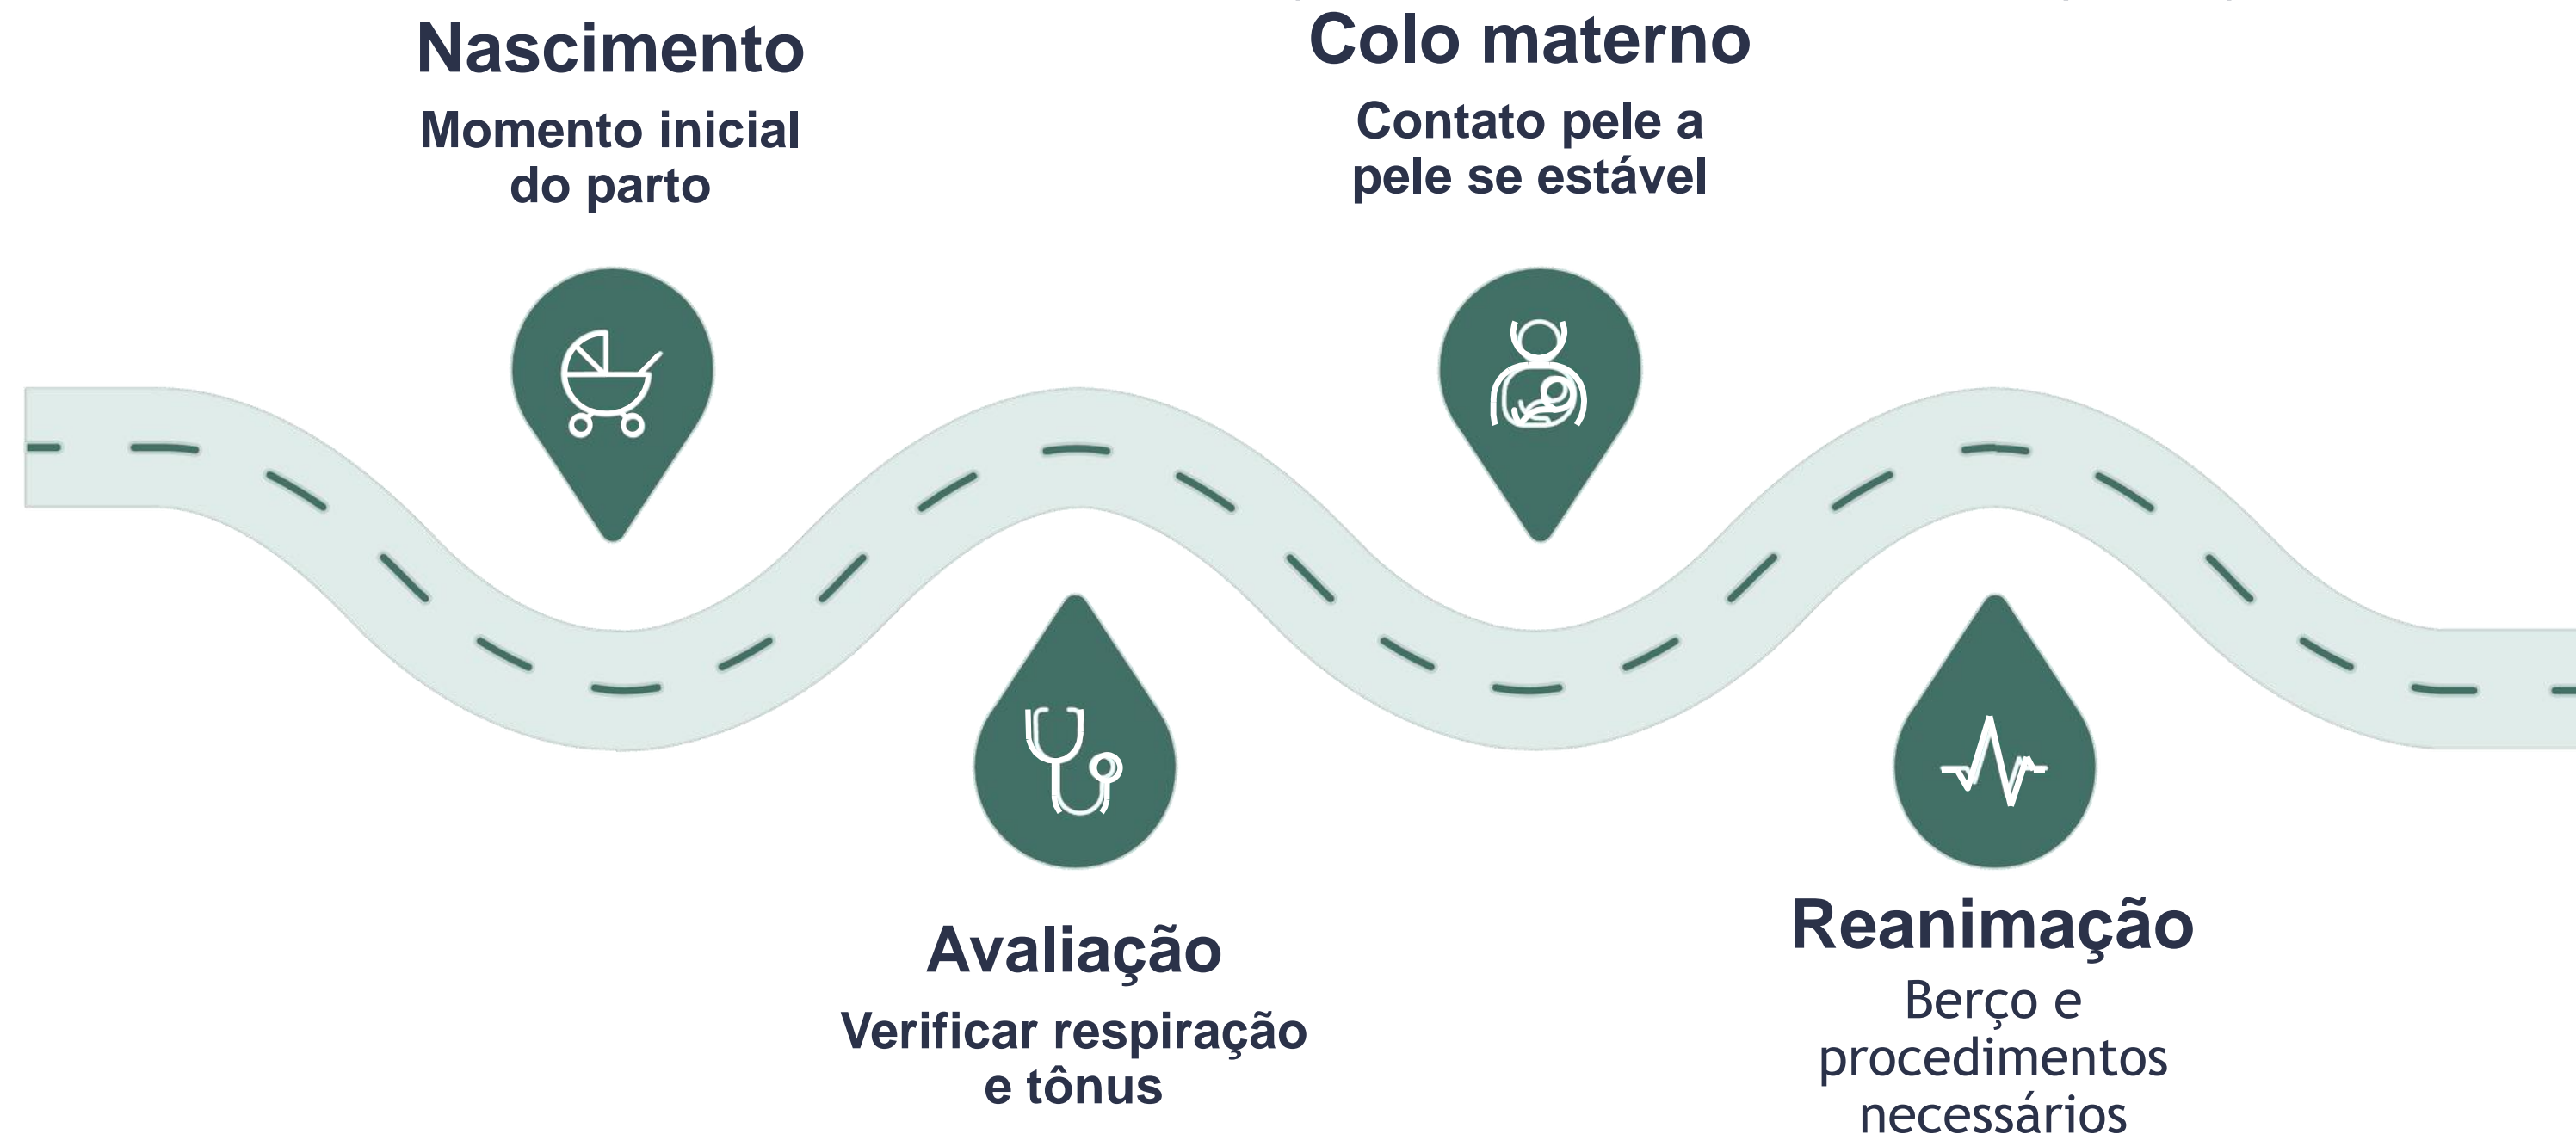 Nascimento
Momento inicial
do parto
Colo materno
Contato pele a
pele se estável
Avaliação
Verificar respiração
e tônus
Reanimação
Berço e
procedimentos
necessários